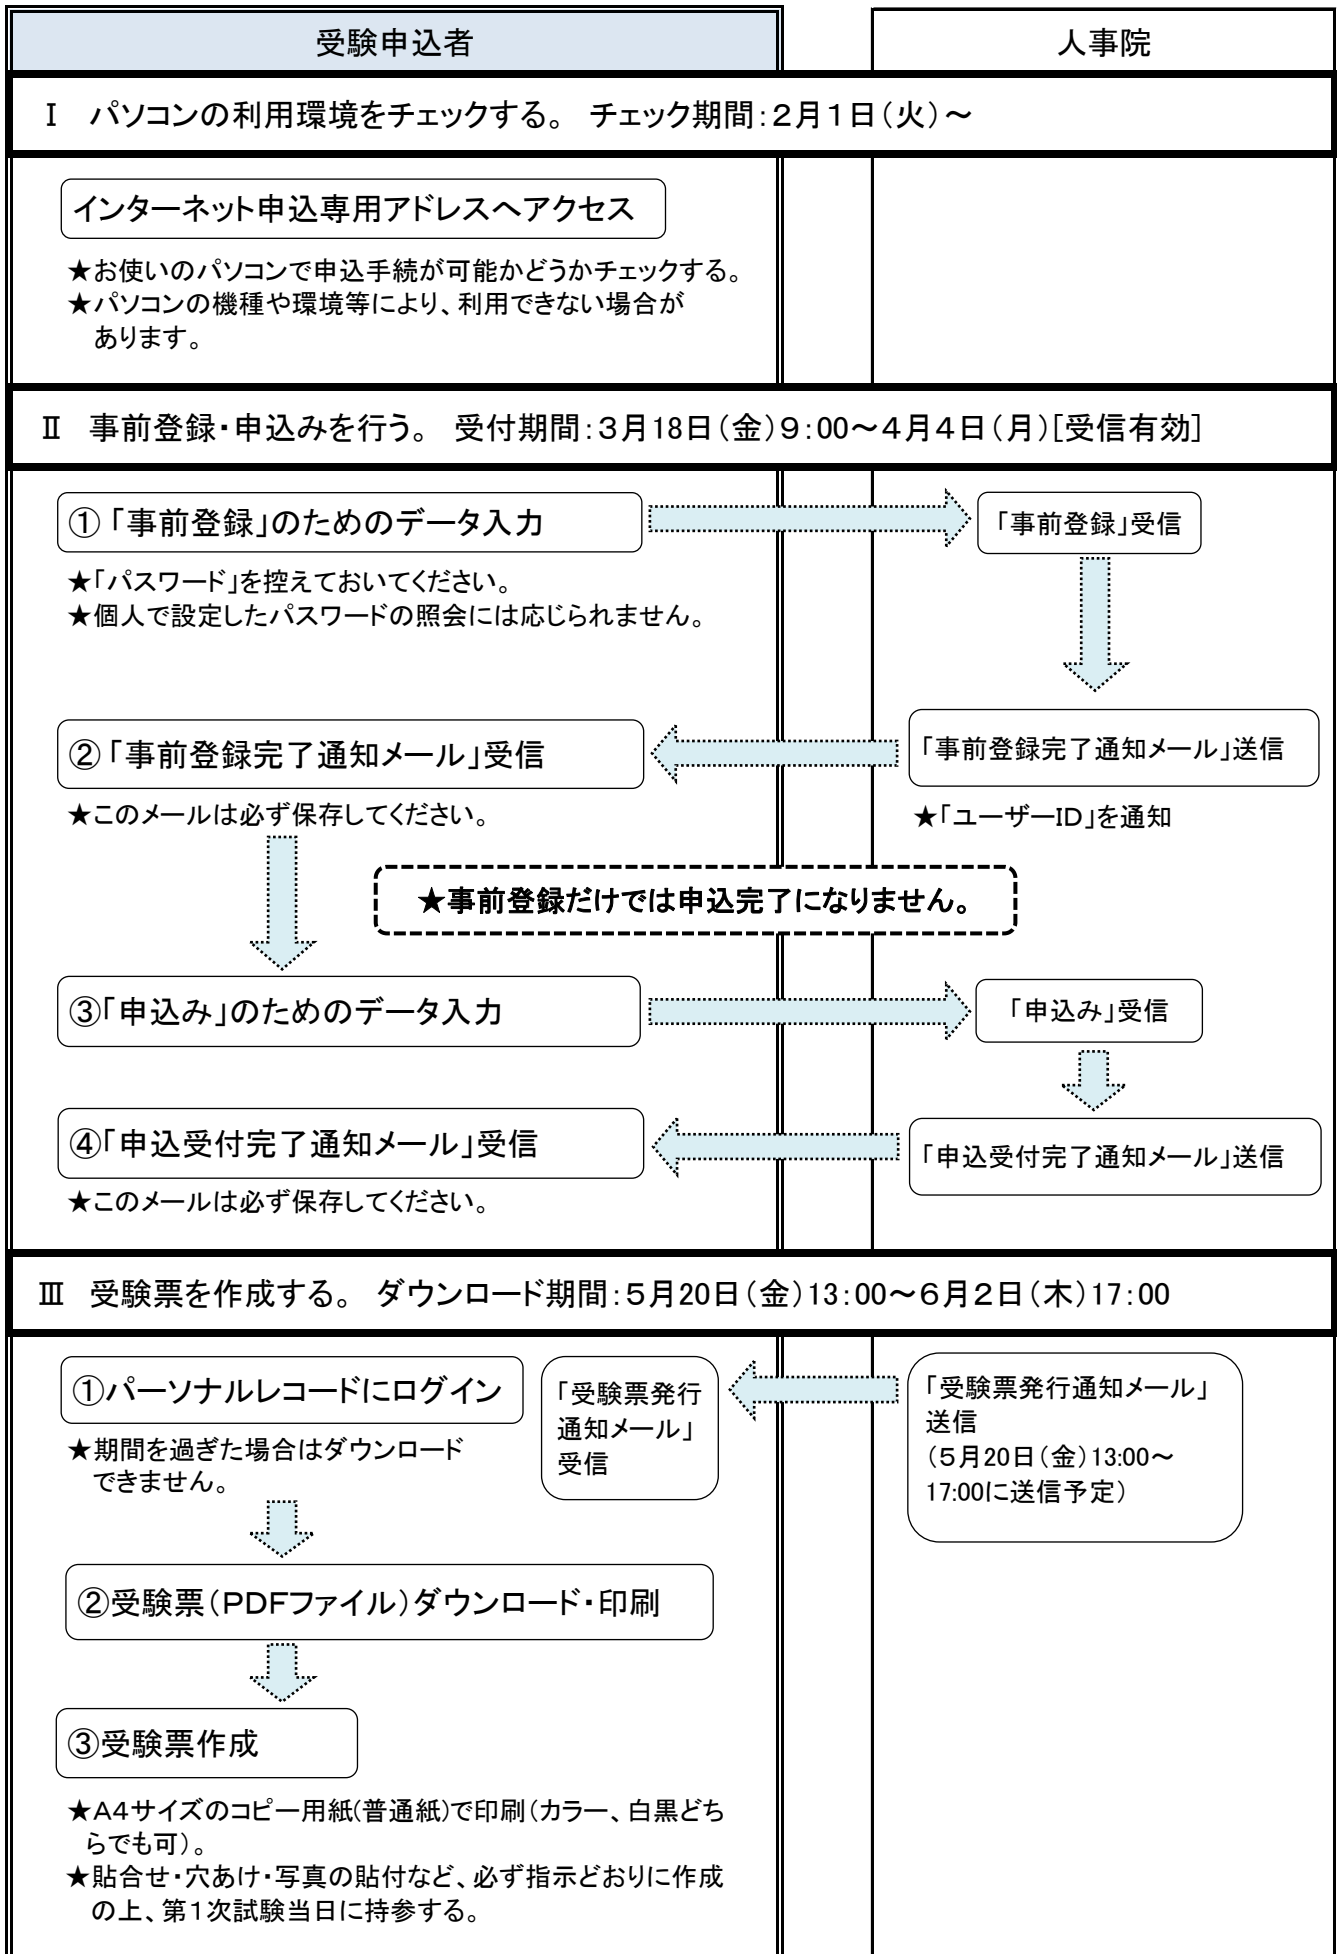 受験申込者
人事院
Ⅰ パソコンの利用環境をチェックする。 チェック期間：２月１日（火）～
インターネット申込専用アドレスへアクセス
★お使いのパソコンで申込手続が可能かどうかチェックする。
★パソコンの機種や環境等により、利用できない場合が
あります。
Ⅱ 事前登録・申込みを行う。 受付期間：３月18日（金）９：00～４月４日（月）[受信有効]
①「事前登録」のためのデータ入力
「事前登録」受信
★「パスワード」を控えておいてください。
★個人で設定したパスワードの照会には応じられません。
②「事前登録完了通知メール」受信
「事前登録完了通知メール」送信
★このメールは必ず保存してください。
★「ユーザーID」を通知
★事前登録だけでは申込完了になりません。
③「申込み」のためのデータ入力
「申込み」受信
④「申込受付完了通知メール」受信
「申込受付完了通知メール」送信
★このメールは必ず保存してください。
Ⅲ 受験票を作成する。 ダウンロード期間：５月20日（金）13：00～６月２日（木）17：00
①パーソナルレコードにログイン
★期間を過ぎた場合はダウンロード
できません。
「受験票発行
通知メール」
受信
「受験票発行通知メール」
送信
（５月20日（金）13:00～
17:00に送信予定）
②受験票（PDFファイル）ダウンロード・印刷
③受験票作成
★A４サイズのコピー用紙(普通紙)で印刷（カラー、白黒どち
らでも可）。
★貼合せ・穴あけ・写真の貼付など、必ず指示どおりに作成
の上、第１次試験当日に持参する。